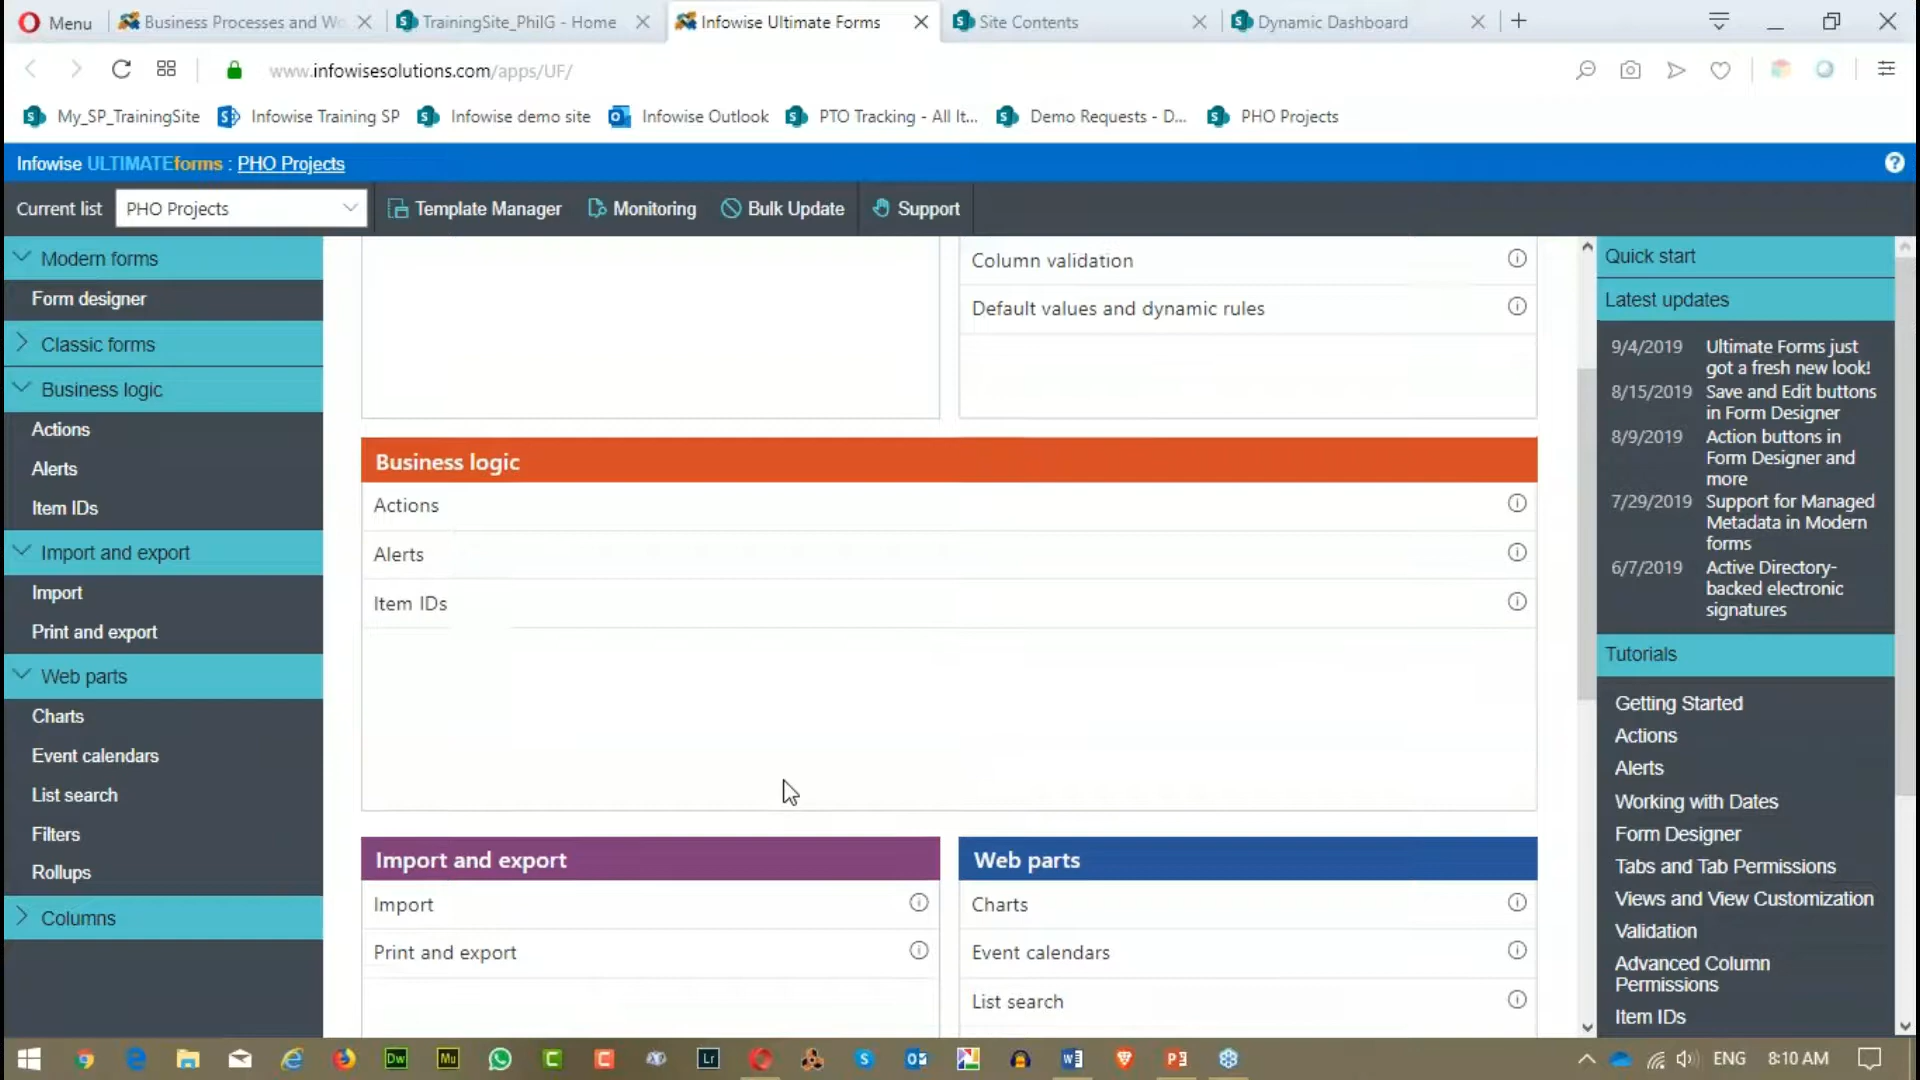 Menu
Business Processes and Wo
TrainingSite_PhilG - Home
Infowise Ultimate Forms
Site Contents
Dynamic Dashboard
www.infowisesolutions.com/apps/UF/
My_SP_TrainingSite
Infowise Training SP
Infowise demo site
Infowise Outlook
PTO Tracking - All It...
Demo Requests - D...
PHO Projects
Infowise ULTIMATEforms : PHO Projects
Current list
PHO Projects
Template Manager
Monitoring
Bulk Update
Support
Modern forms
Form designer
Classic forms
Business logic
Actions
Alerts
Item IDs
Import and export
Import
Print and export
Web parts
Charts
Event calendars
List search
Filters
Rollups
Columns
Column validation
Default values and dynamic rules
Business logic
Actions
Alerts
Item IDs
Import and export
Import
Print and export
Web parts
Charts
Event calendars
List search
Quick start
Latest updates
9/4/2019 Ultimate Forms just
got a fresh new look!
8/15/2019 Save and Edit buttons
in Form Designer
8/9/2019 Action buttons in
Form Designer and
more
7/29/2019 Support for Managed
Metadata in Modern
forms
6/7/2019 Active Directory-
backed electronic
signatures
Tutorials
Getting Started
Actions
Alerts
Working with Dates
Form Designer
Tabs and Tab Permissions
Views and View Customization
Validation
Advanced Column
Permissions
Item IDs
ENG
8:10 AM